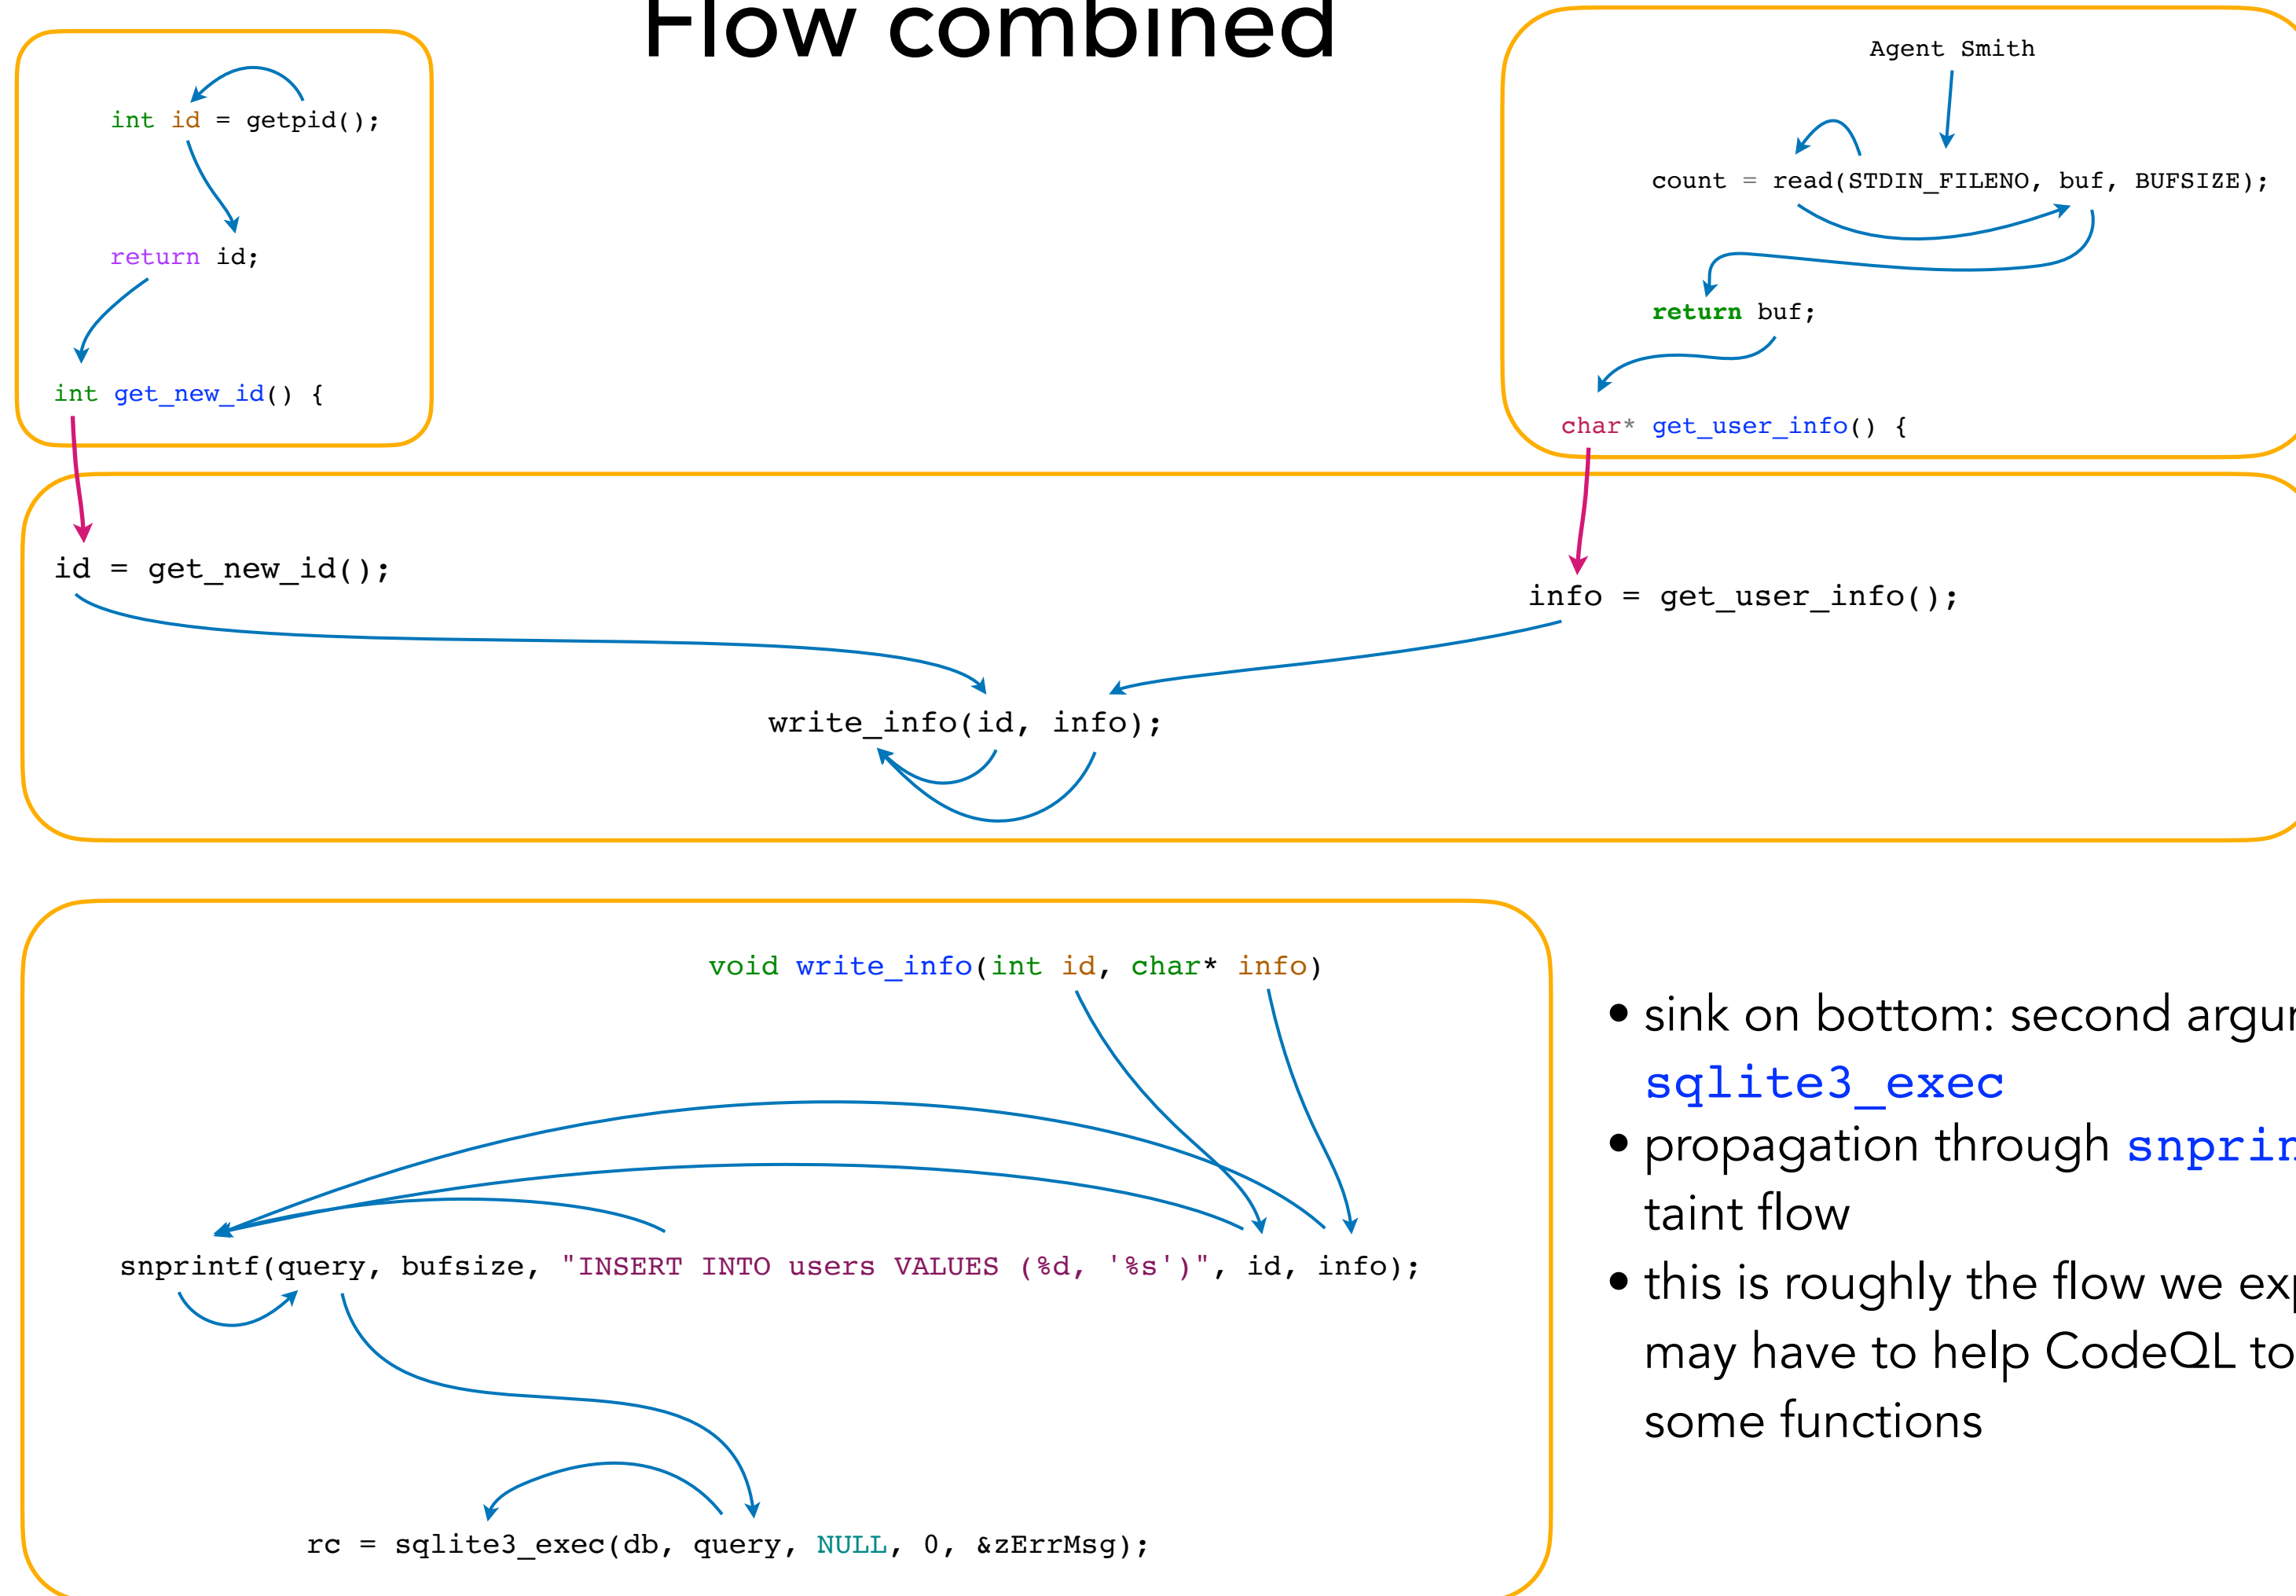 Flow combined
int id = getpid();
return id;
int get_new_id() {
Agent Smith
count = read(STDIN_FILENO, buf, BUFSIZE);
return buf;
char* get_user_info() {
id = get_new_id();
info = get_user_info();
write_info(id, info);
void write_info(int id, char* info)
snprintf(query, bufsize, "INSERT INTO users VALUES (%d, '%s')", id, info);
rc = sqlite3_exec(db, query, NULL, 0, &zErrMsg);
• sink on bottom: second
sqlite3_exec
• propagation through
taint flow
• this is roughly the flow we
may have to help CodeQL to
some functions